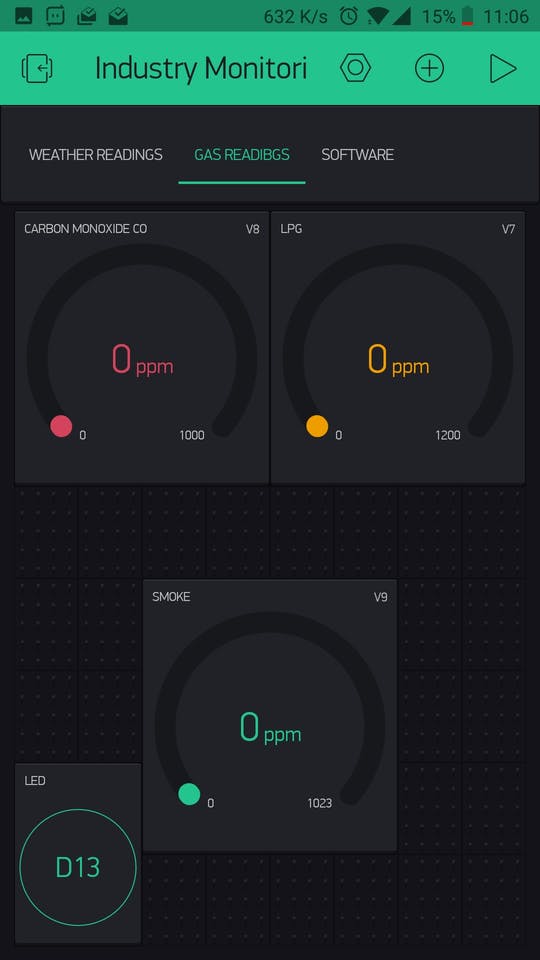 632 K/s 15% 11:06
Industry Monitori
WEATHER READINGS GAS READIBGS SOFTWARE
CARBON MONOXIDE CO V8
0 ppm
0 1000
LPG V7
0 ppm
0 1200
SMOKE V9
0 ppm
0 1023
LED
D13